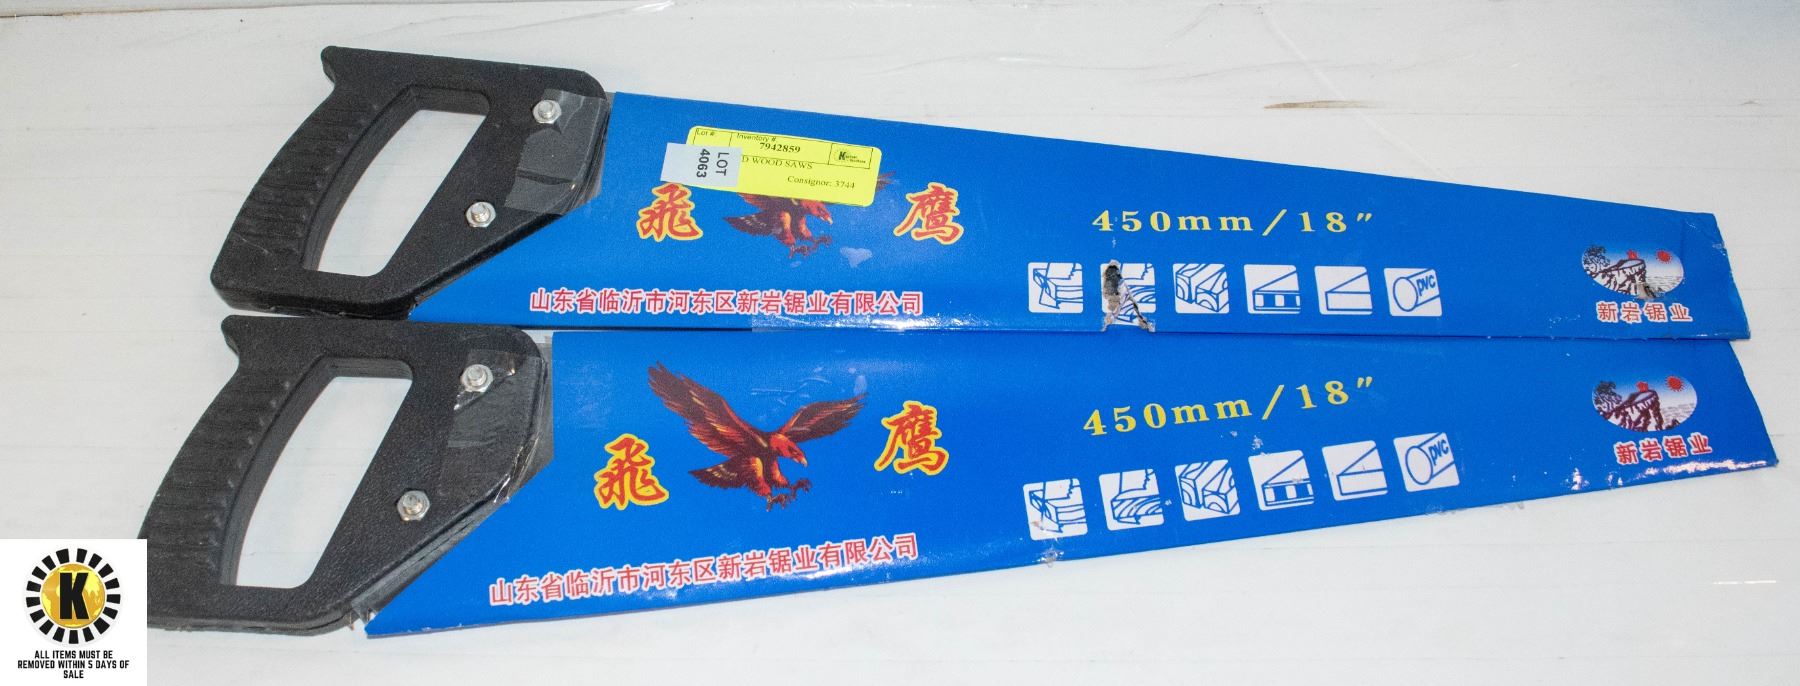 Lot #:
Inventory #
7942859
D WOOD SAWS
Consignor: 3744
LOT
4063
飛
鹰
450mm/18"
PVC
山东省临沂市河东区新岩锯业有限公司
新岩锯业
飛
鹰
450mm/18"
PVC
山东省临沂市河东区新岩锯业有限公司
新岩锯业
K
ALL ITEMS MUST BE
REMOVED WITHIN 5 DAYS OF
SALE